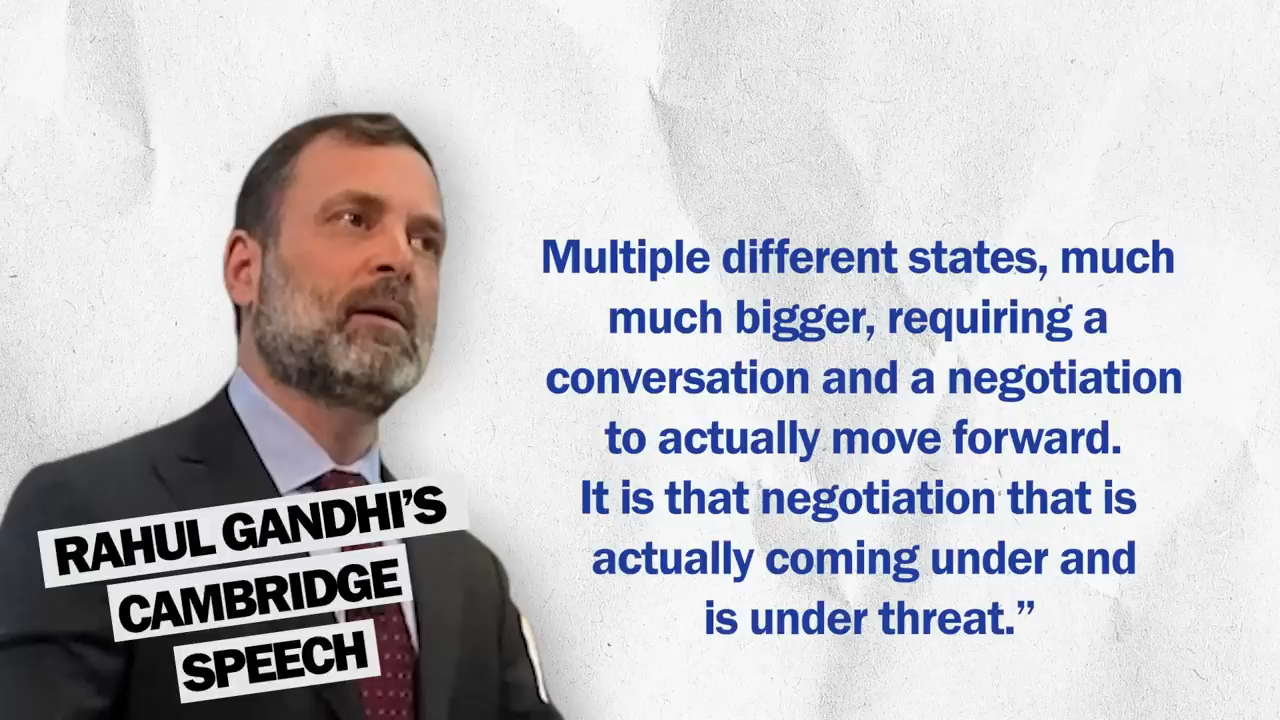 RAHUL GANDHI’S
CAMBRIDGE
SPEECH
Multiple different states, much
much bigger, requiring a
conversation and a negotiation
to actually move forward.
It is that negotiation that is
actually coming under and
is under threat.”